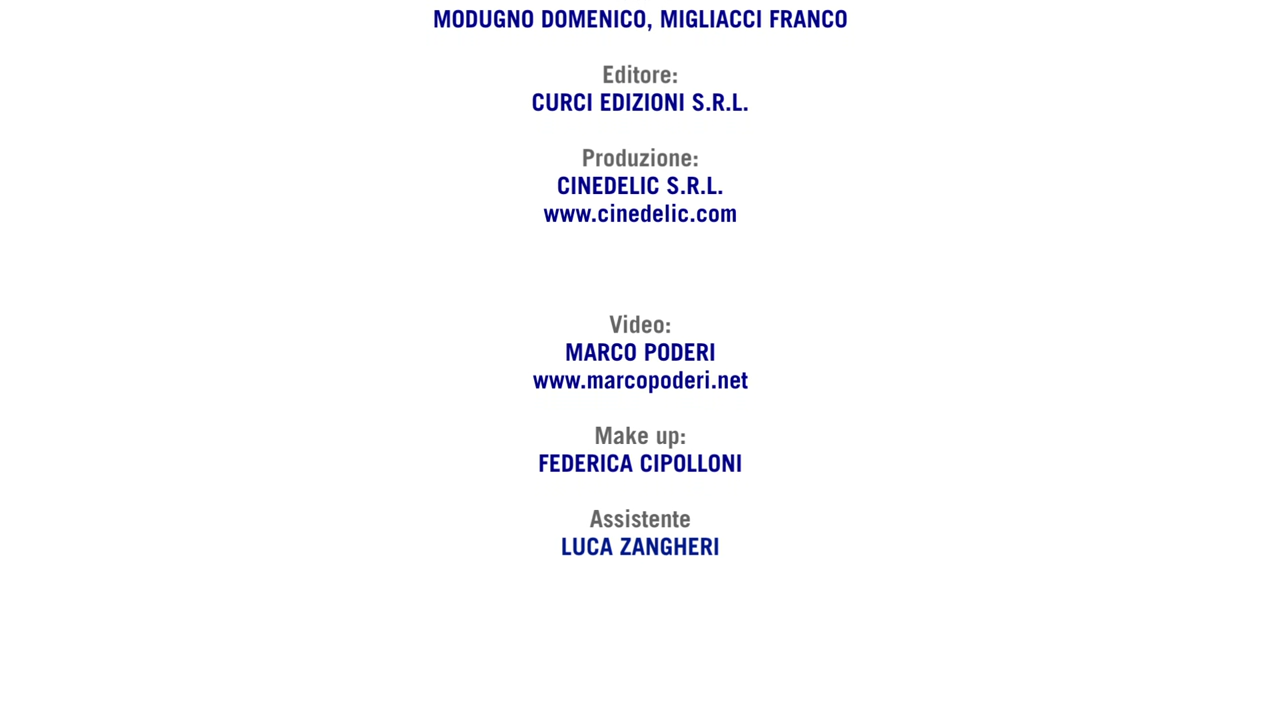 MODUGNO DOMENICO, MIGLIACCI FRANCO
Editore:
CURCI EDIZIONI S.R.L.
Produzione:
CINEDELIC S.R.L.
www.cinedelic.com
Video:
MARCO PODERI
www.marcopoderi.net
Make up:
FEDERICA CIPOLLONI
Assistente
LUCA ZANGHERI